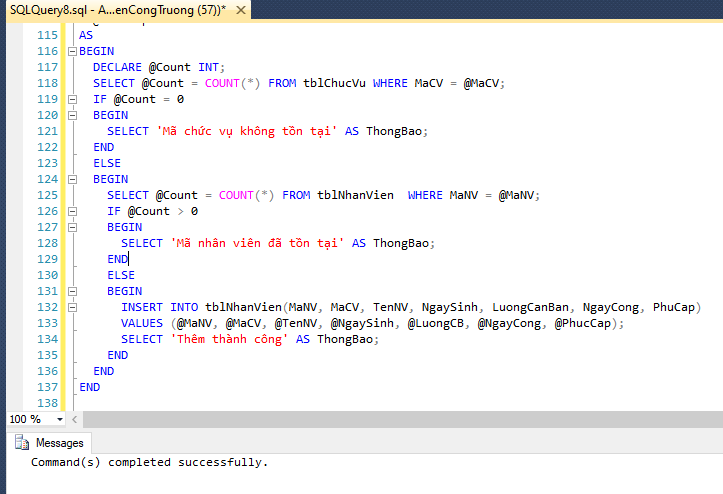 SQLQuery8.sql - A...enCongTruong (57))*
115 AS
116 BEGIN
117 DECLARE @Count INT;
118 SELECT @Count = COUNT(*) FROM tblChucVu WHERE MaCV = @MaCV;
119 IF @Count = 0
120 BEGIN
121 SELECT 'Mã chức vụ không tồn tại' AS ThongBao;
122 END
123 ELSE
124 BEGIN
125 SELECT @Count = COUNT(*) FROM tblNhanVien  WHERE MaNV = @MaNV;
126 IF @Count > 0
127 BEGIN
128 SELECT 'Mã nhân viên đã tồn tại' AS ThongBao;
129 END
130 ELSE
131 BEGIN
132 INSERT INTO tblNhanVien(MaNV, MaCV, TenNV, NgaySinh, LuongCanBan, NgayCong, PhuCap)
133 VALUES (@MaNV, @MaCV, @TenNV, @NgaySinh, @LuongCB, @NgayCong, @PhucCap);
134 SELECT 'Thêm thành công' AS ThongBao;
135 END
136 END
137 END
138
100 %
Messages
Command(s) completed successfully.